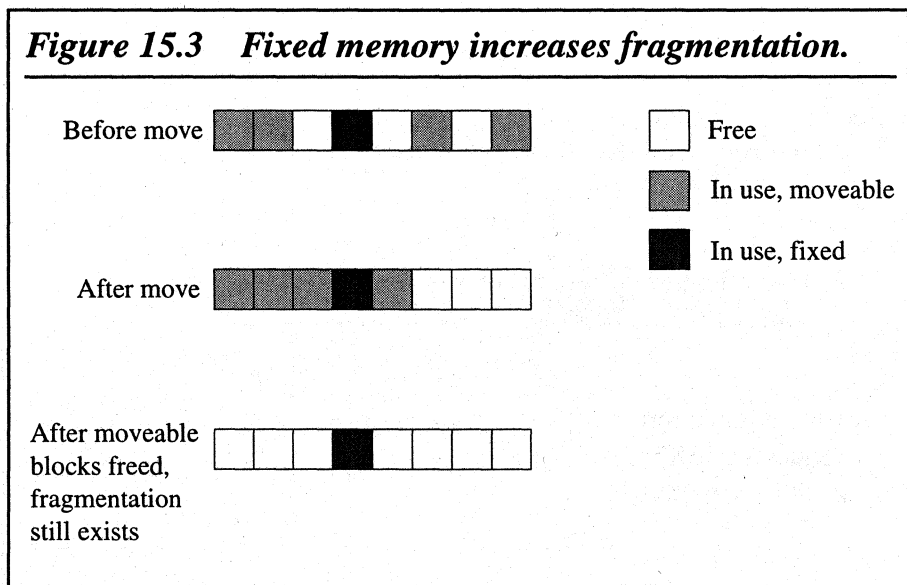 Figure 15.3 Fixed memory increases fragmentation.
Before move
Free
In use, moveable
In use, fixed
After move
After moveable
blocks freed,
fragmentation
still exists